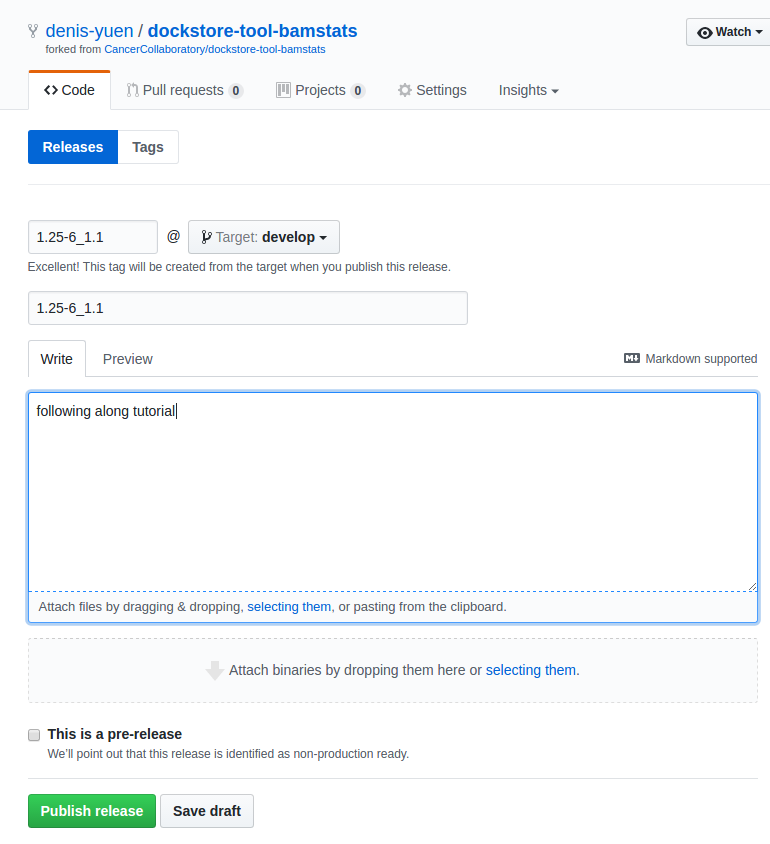 denis-yuen / dockstore-tool-bamstats
Watch
forked from CancerCollaboratory/dockstore-tool-bamstats
Code Pull requests 0 Projects 0 Settings Insights
Releases Tags
1.25-6_1.1 @ Target: develop
Excellent! This tag will be created from the target when you publish this release.
1.25-6_1.1
Write Preview Markdown supported
following along tutorial
Attach files by dragging & dropping, selecting them, or pasting from the clipboard.
Attach binaries by dropping them here or selecting them.
This is a pre-release
We'll point out that this release is identified as non-production ready.
Publish release Save draft